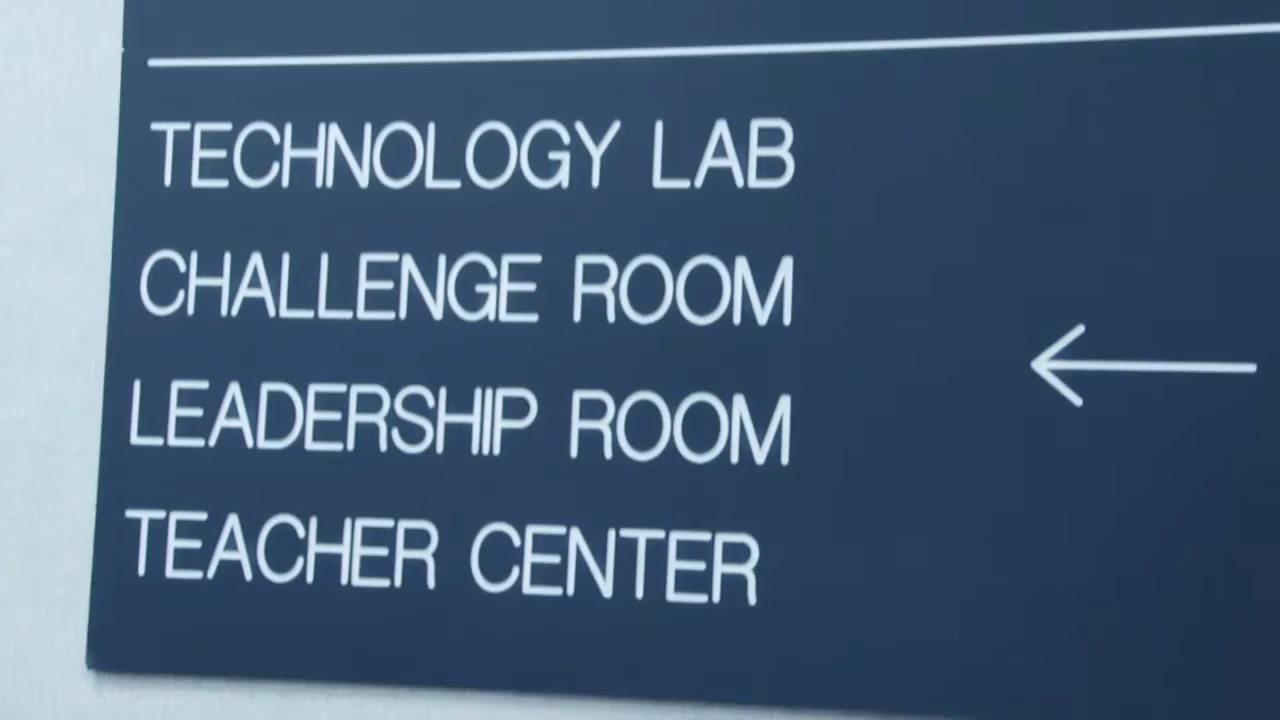 TECHNOLOGY LAB
CHALLENGE ROOM
LEADERSHIP ROOM
TEACHER CENTER